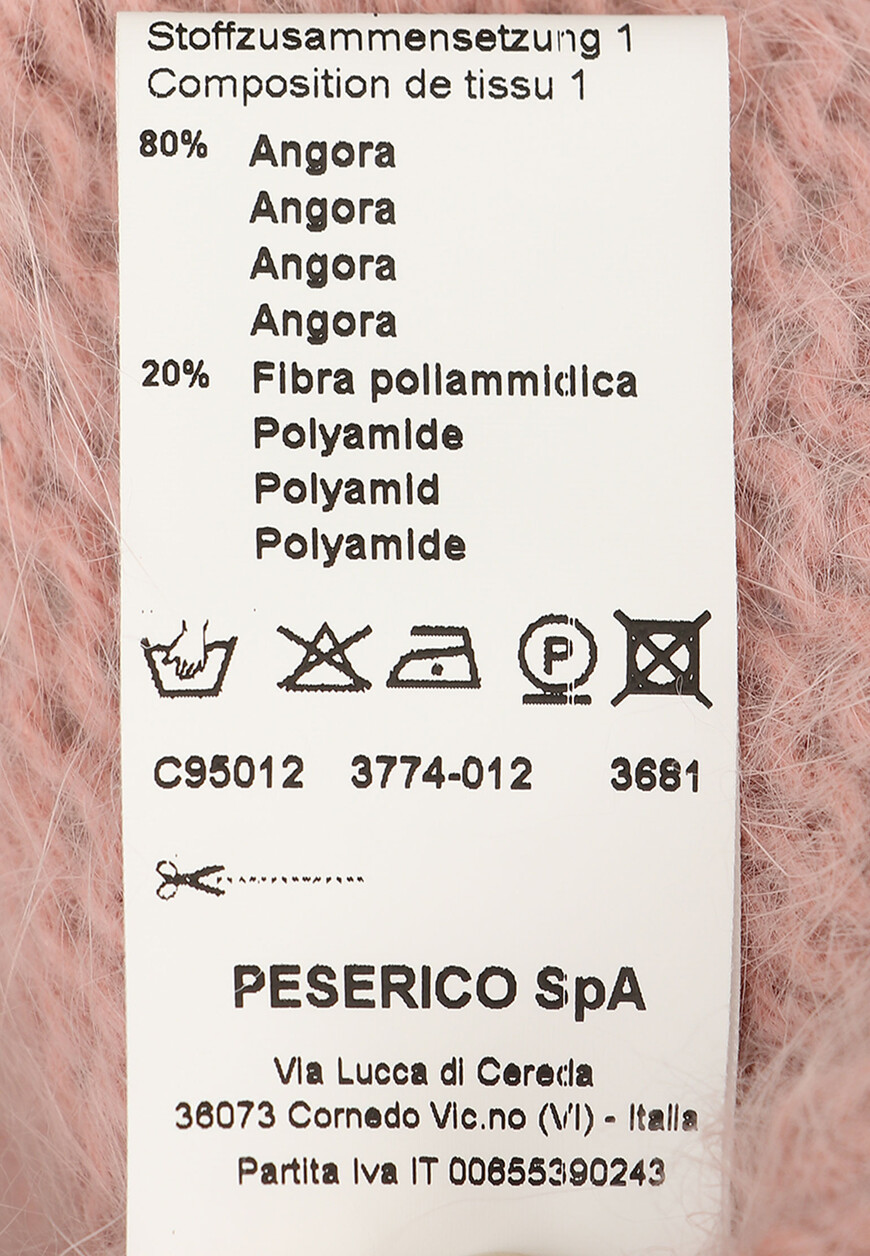 Stoffzusammensetzung 1
Composition de tissu 1
80% Angora
Angora
Angora
Angora
20% Fibra poliammidica
Polyamide
Polyamid
Polyamide
P
C95012 3774-012 3681
PESERICO SpA
Via Lucca di Cereda
36073 Cornedo Vic.no (VI) - Italia
Partita Iva IT 00655390243